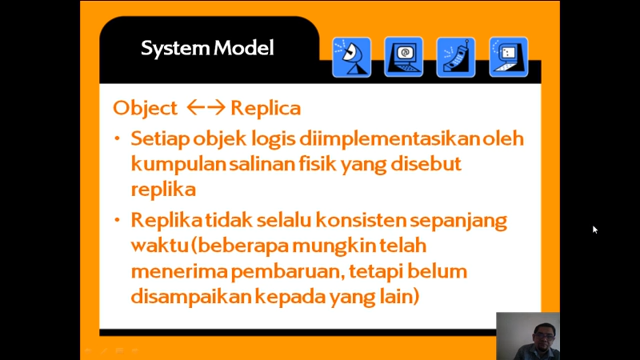 System Model
Object ←→ Replica
• Setiap objek logis diimplementasikan oleh
kumpulan salinan fisik yang disebut
replika
• Replika tidak selalu konsisten sepanjang
waktu (beberapa mungkin telah
menerima pembaruan, tetapi belum
disampaikan kepada yang lain)